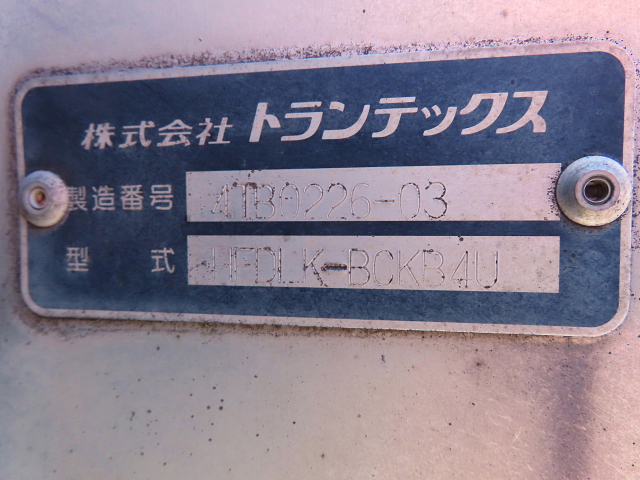 株式会社 トランテックス
製造番号 4TB0226-03
型式 HFDLK-BCKB4U